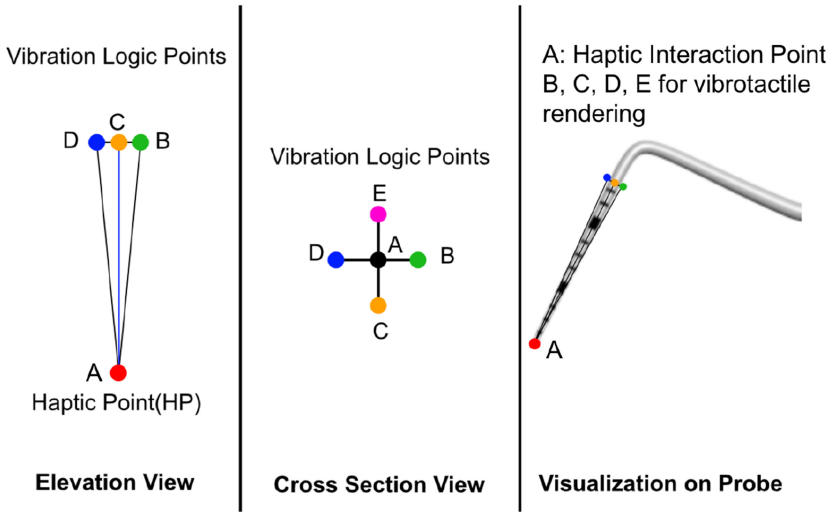 Vibration Logic Points
D
C
B
A
Haptic Point(HP)
Elevation View
Vibration Logic Points
E
D
A
B
C
Cross Section View
A: Haptic Interaction Point
B, C, D, E for vibrotactile
rendering
A
Visualization on Probe